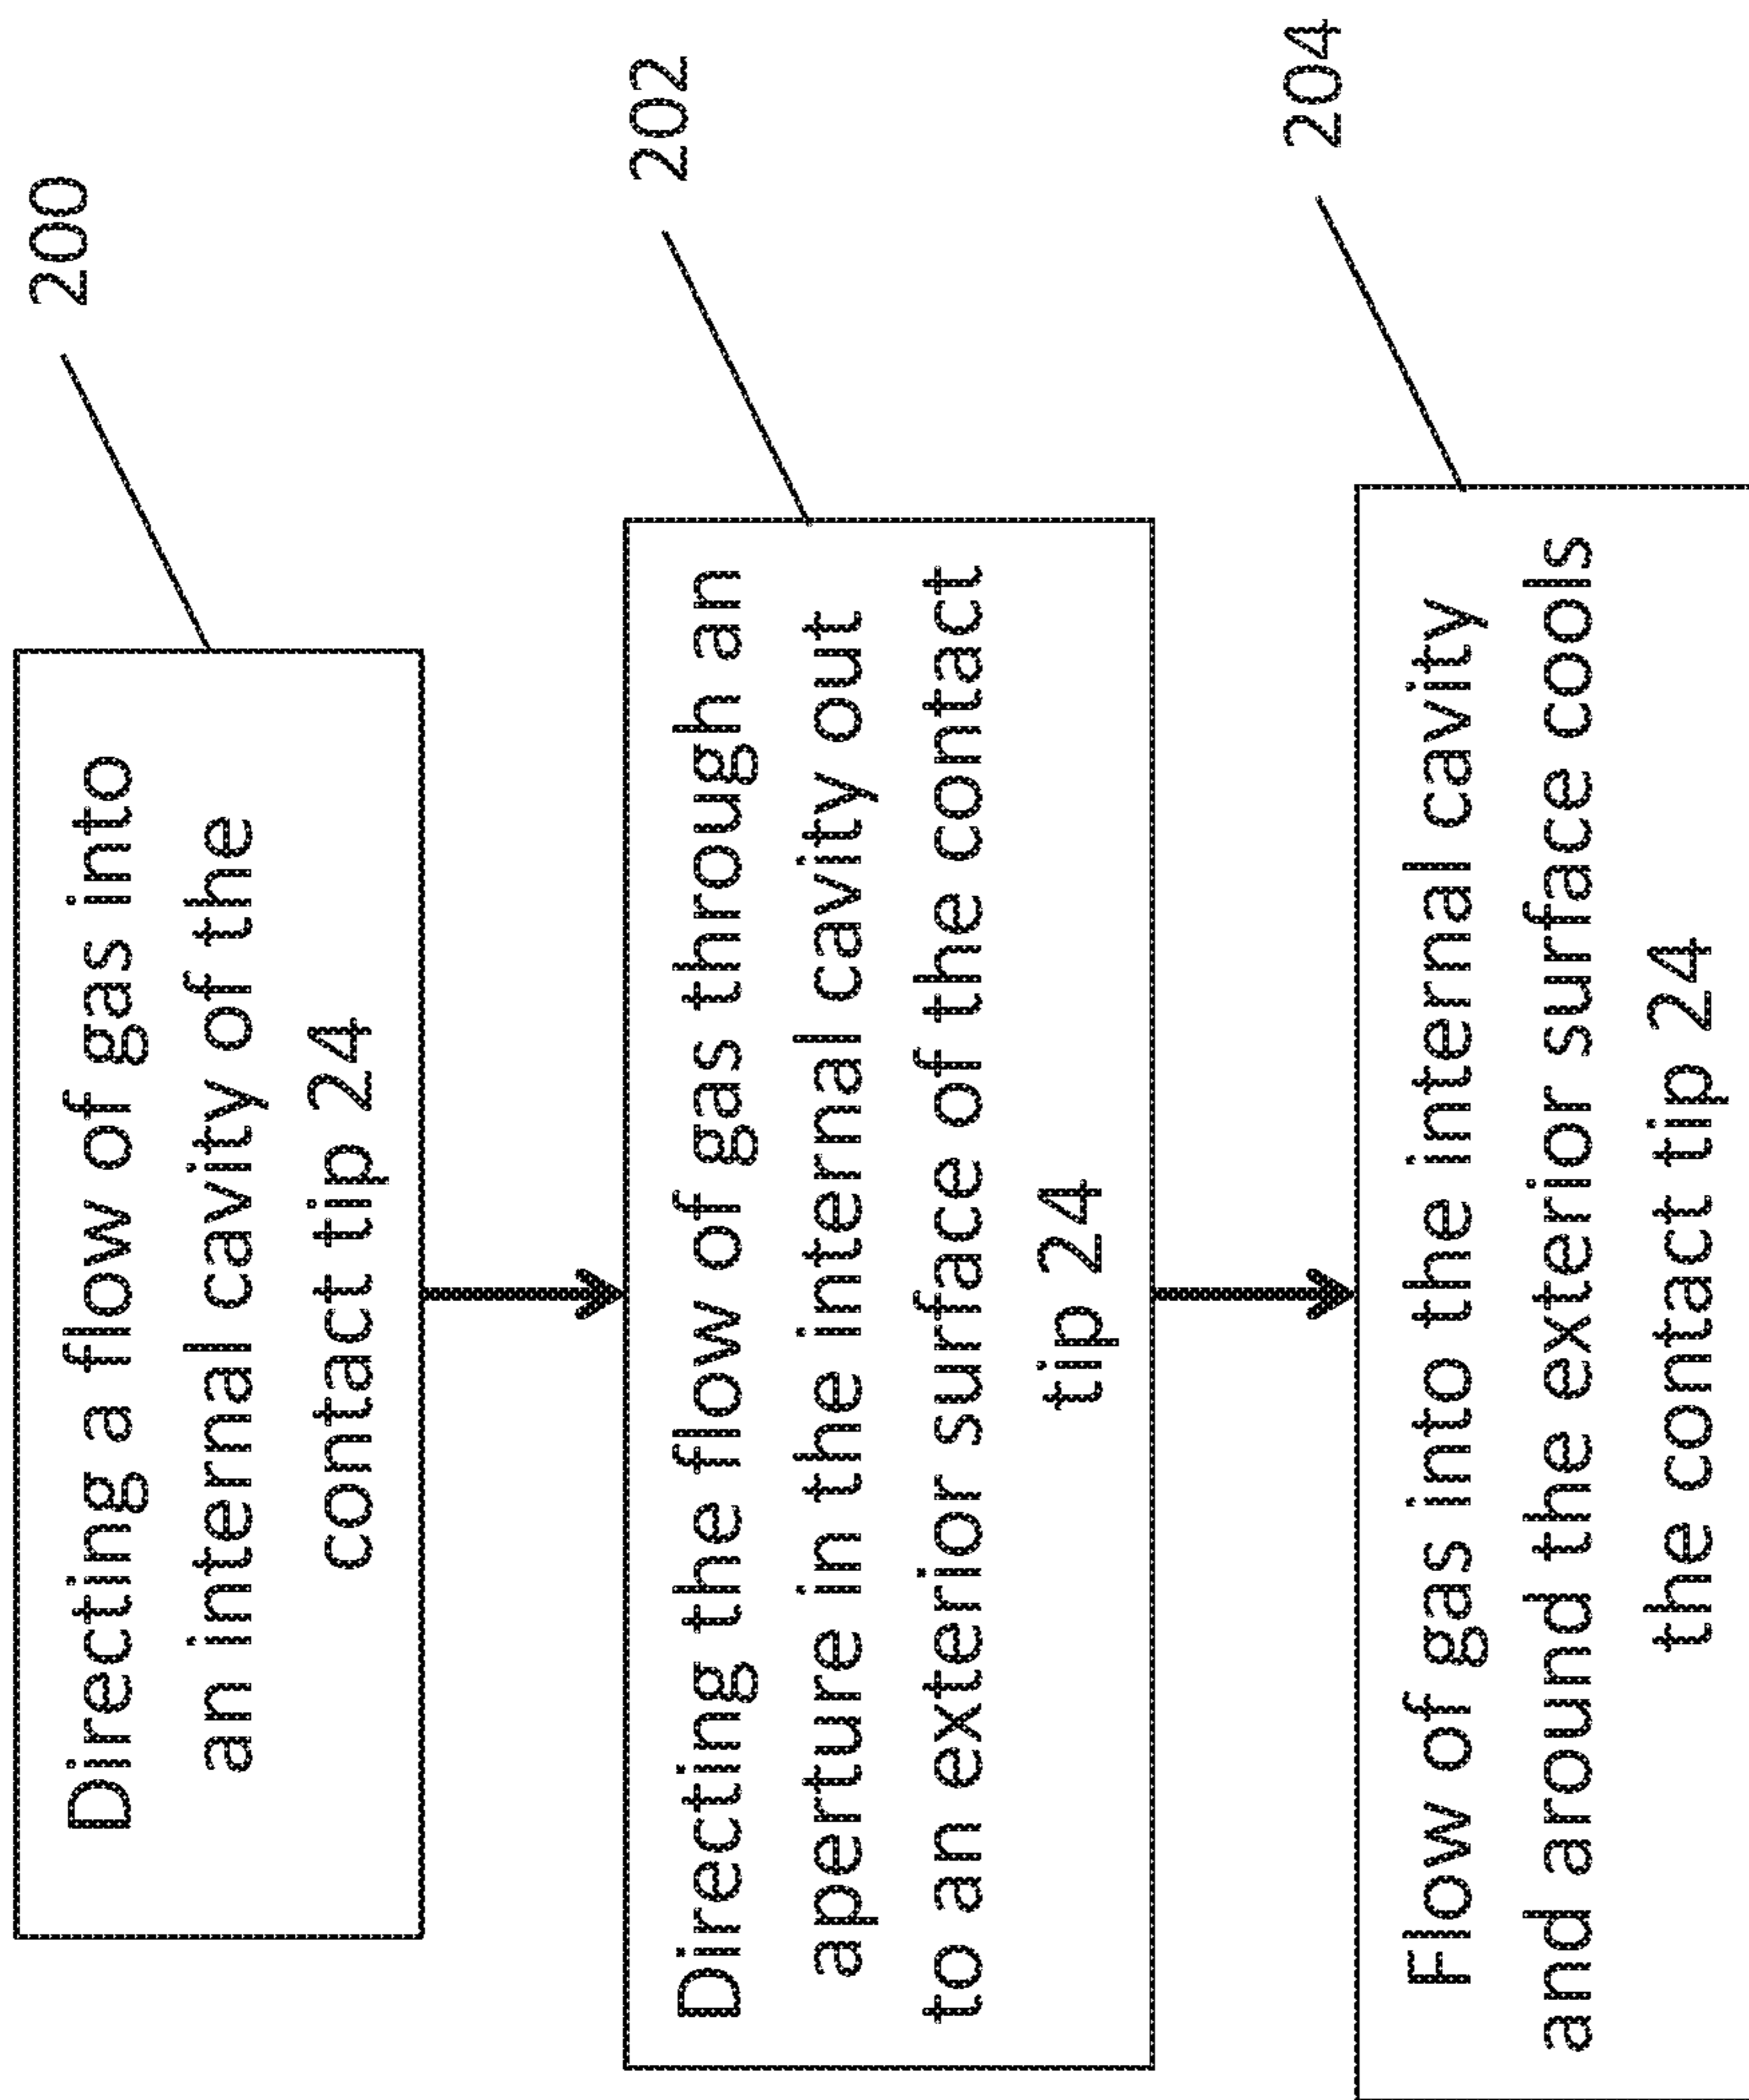 Directing a flow of gas into
an internal cavity of the
contact tip 24
200
Directing the flow of gas through an
aperture in the internal cavity out
to an exterior surface of the contact
tip 24
202
Flow of gas into the internal cavity
and around the exterior surface cools
the contact tip 24
204